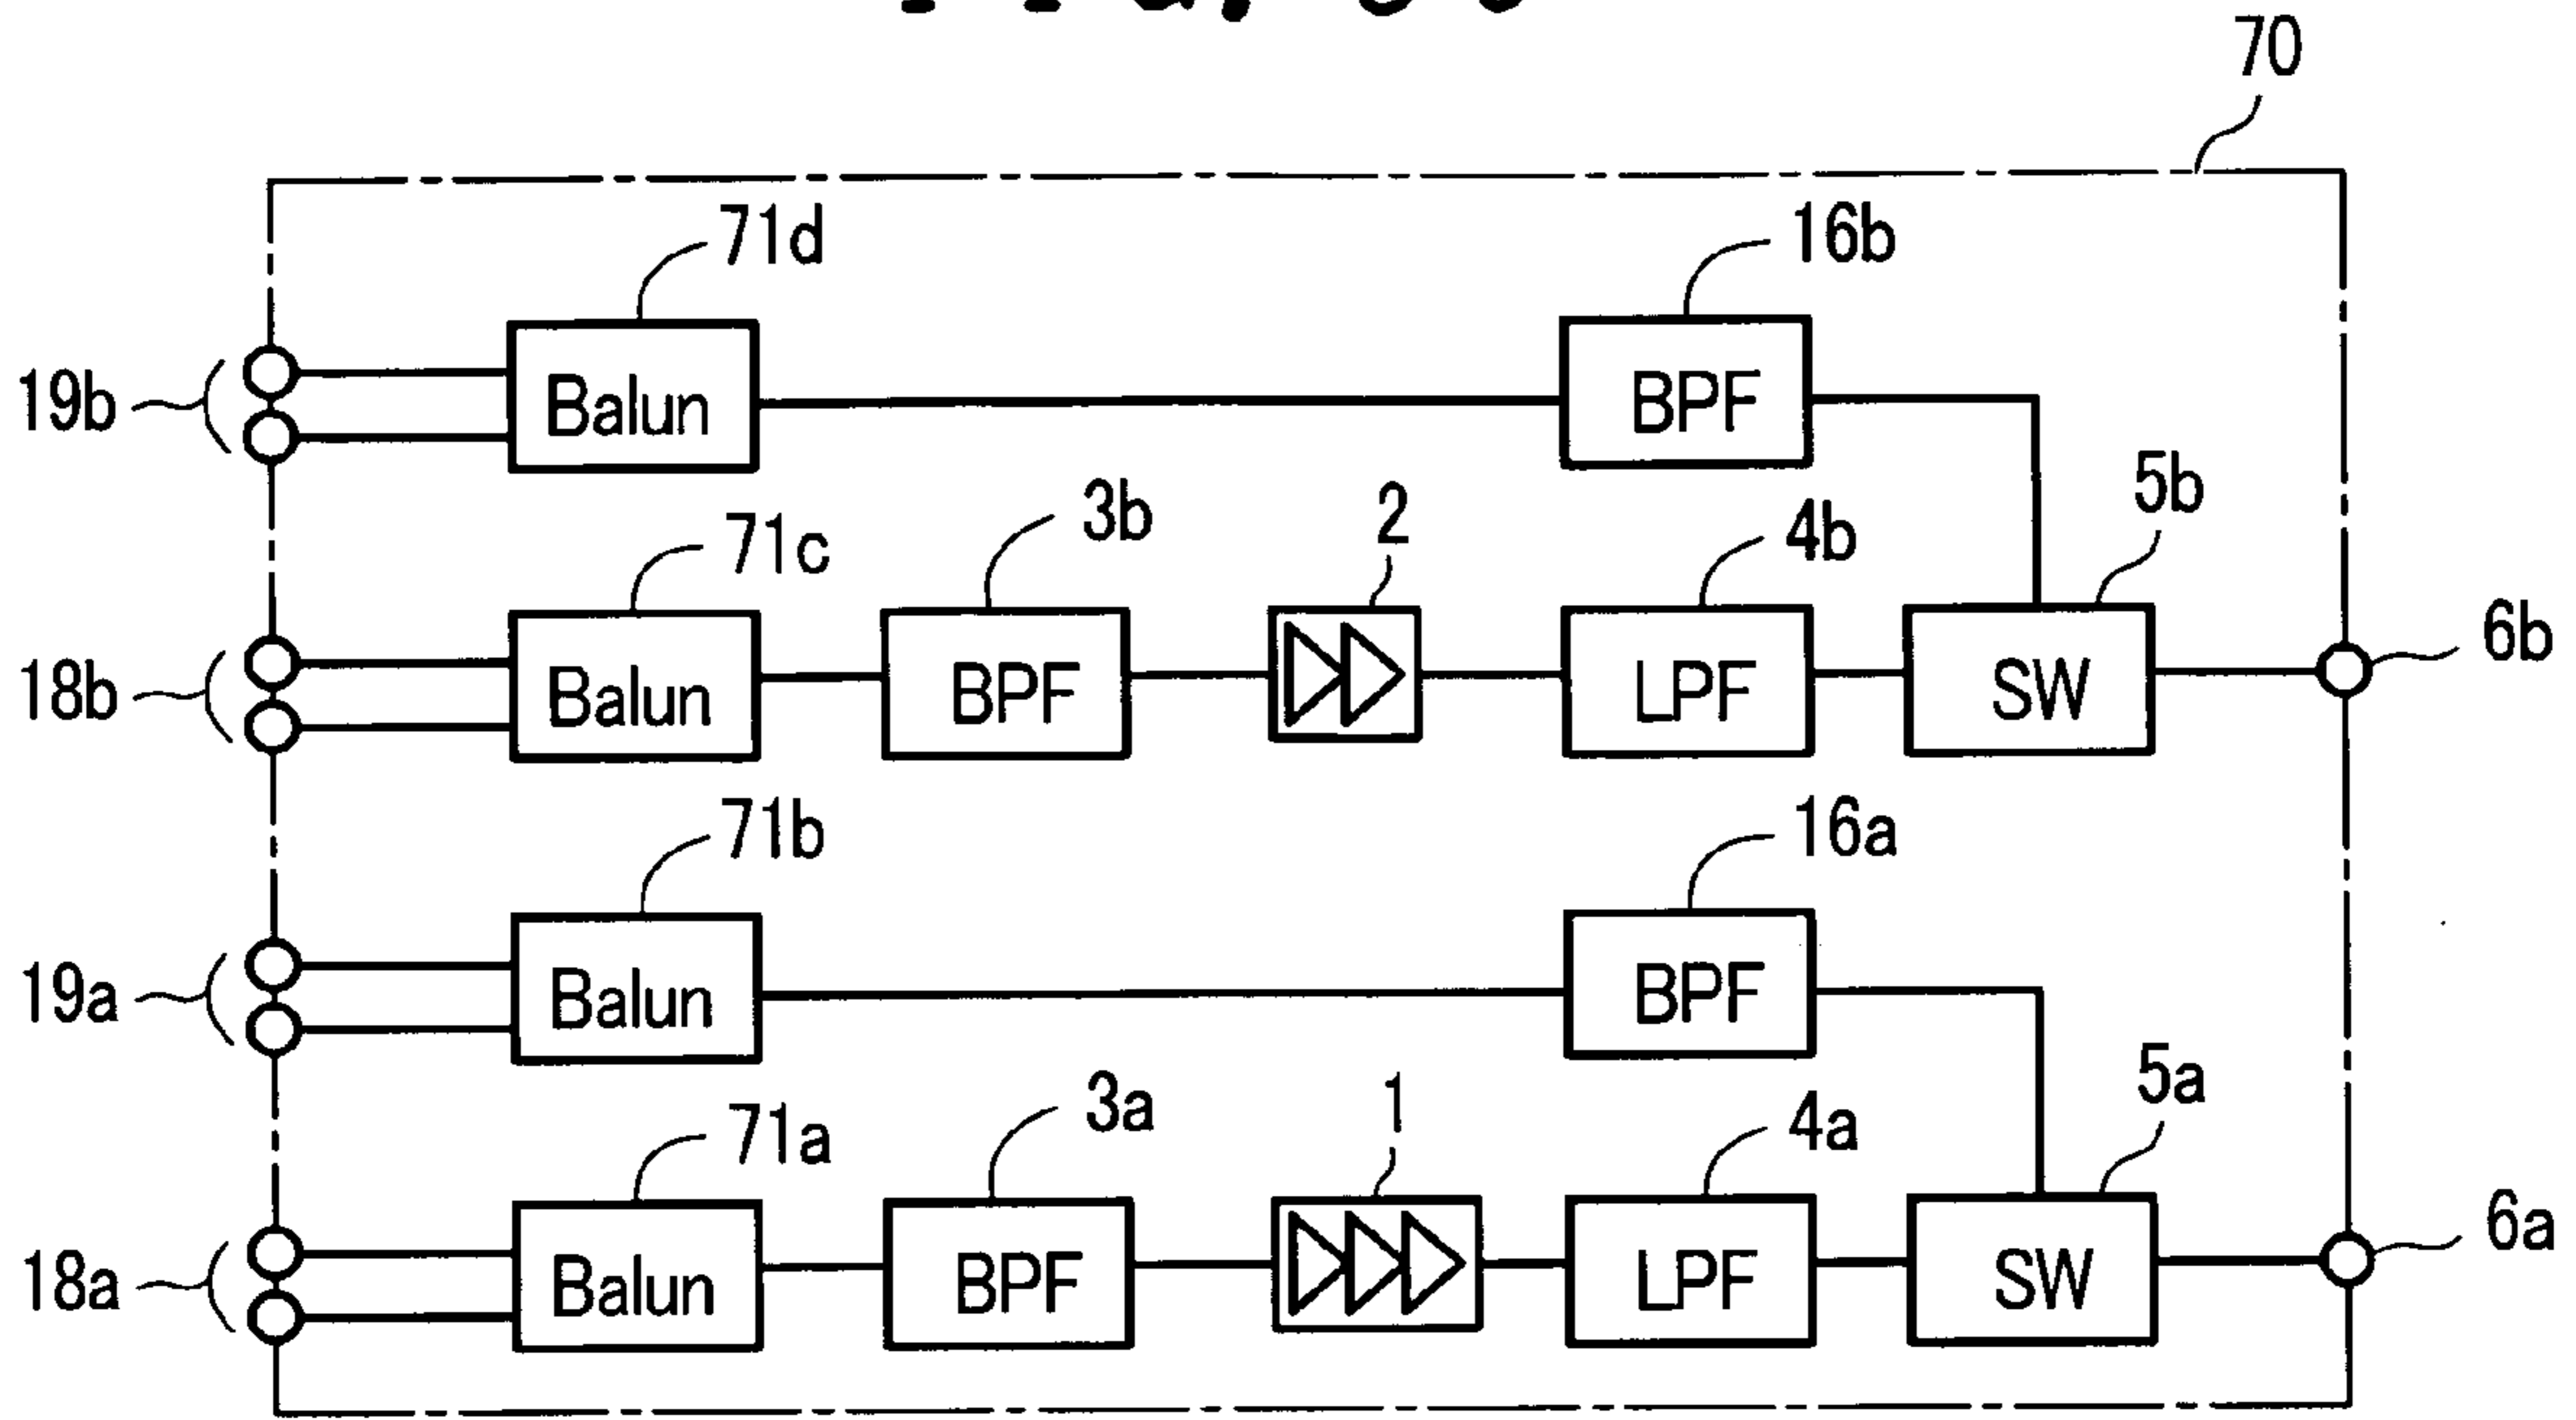 70
71d
16b
19b
Balun
BPF
5b
3b
2
4b
71c
6b
18b
Balun
BPF
LPF
SW
71b
16a
19a
Balun
BPF
5a
3a
1
4a
71a
6a
18a
Balun
BPF
LPF
SW